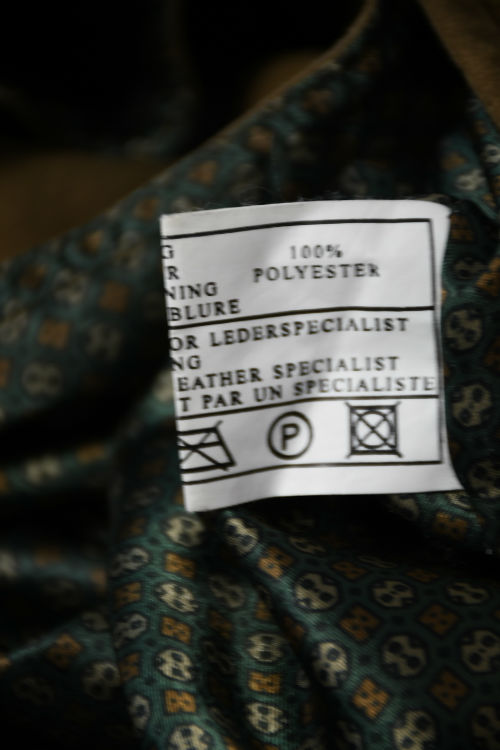 G
R 100%
NING POLYESTER
BLURE
OR LEDERSPECIALIST
NG
EATHER SPECIALIST
T PAR UN SPECIALISTE
P